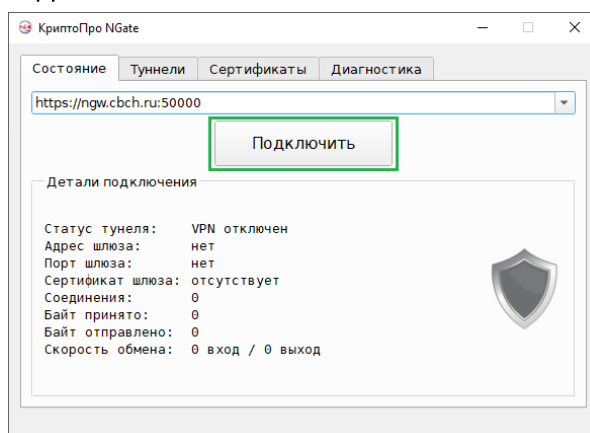 КриптоПро NGate
Состояние Туннели Сертификаты Диагностика
https://ngw.cbch.ru:50000
Подключить
Детали подключения
Статус тунеля: VPN отключен
Адрес шлюза: нет
Порт шлюза: нет
Сертификат шлюза: отсутствует
Соединения: 0
Байт принято: 0
Байт отправлено: 0
Скорость обмена: 0 вход / 0 выход